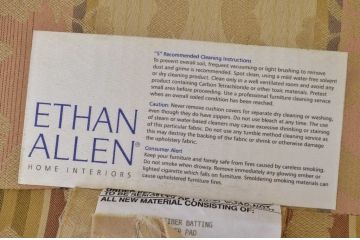 "S" Recommended Cleaning Instructions
To prevent overall soil, frequent vacuuming or light brushing to remove
dust and grime is recommended. Spot clean, using a mild water free solvent
or dry cleaning product. Clean only in a well ventilated room and avoid any
product containing Carbon Tetrachloride or other toxic materials. Pretest
small area before proceeding. Use a professional furniture cleaning service
when an overall soiled condition has been reached.
Caution: Never remove cushion covers for separate dry cleaning or washing,
even though they do have zippers. Do not use bleach at any time. The use
of steam or water-based cleaners may cause excessive shrinking or staining
of this particular fabric. Do not use any tumble method cleaning service as
this may destroy the backing of the fabric or shrink or otherwise damage
the upholstery fabric.
Consumer Alert
Keep your furniture and family safe from fires caused by careless smoking.
Do not smoke when drowsy. Remove immediately any glowing ember or
lighted cigarette which falls on furniture. Smoldering smoking materials can
cause upholstered furniture fires.
ETHAN
ALLEN®
HOME INTERIORS
ALL NEW MATERIAL CONSISTING OF:
BATTING
PAD